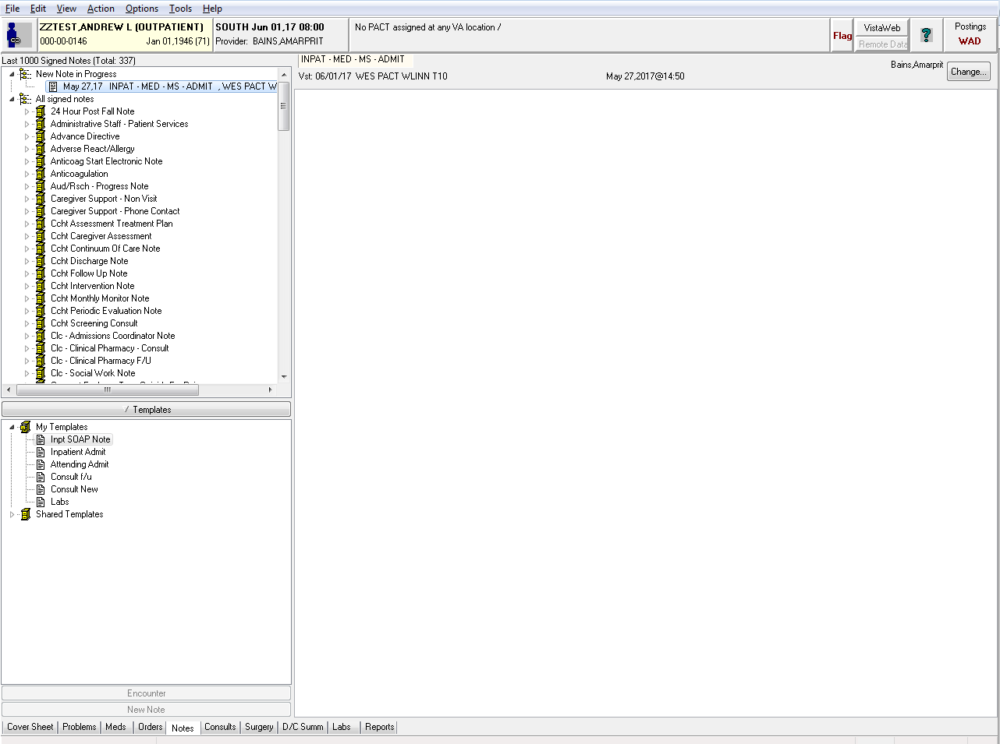 File Edit View Action Options Tools Help
ZZTEST,ANDREW L (OUTPATIENT)
000-00-0146 Jan 01,1946 (71)
SOUTH Jun 01,17 08:00
Provider: BAINS,AMARPRIT
No PACT assigned at any VA location /
Flag
VistaWeb
Remote Data
?
Postings
WAD
Last 1000 Signed Notes (Total: 337)
New Note in Progress
May 27,17 INPAT - MED - MS - ADMIT , WES PACT W
All signed notes
24 Hour Post Fall Note
Administrative Staff - Patient Services
Advance Directive
Adverse React/Allergy
Anticoag Start Electronic Note
Anticoagulation
Aud/Rsch - Progress Note
Caregiver Support - Non Visit
Caregiver Support - Phone Contact
Ccht Assessment Treatment Plan
Ccht Caregiver Assessment
Ccht Continuum Of Care Note
Ccht Discharge Note
Ccht Follow Up Note
Ccht Intervention Note
Ccht Monthly Monitor Note
Ccht Periodic Evaluation Note
Ccht Screening Consult
Clc - Admissions Coordinator Note
Clc - Clinical Pharmacy - Consult
Clc - Clinical Pharmacy F/U
Clc - Social Work Note
INPAT - MED - MS - ADMIT
Vst: 06/01/17 WES PACT WLINN T10
May 27,2017@14:50
Bains,Amarprit
Change...
Templates
My Templates
Inpt SOAP Note
Inpatient Admit
Attending Admit
Consult f/u
Consult New
Labs
Shared Templates
Encounter
New Note
Cover Sheet Problems Meds Orders Notes Consults Surgery D/C Summ Labs Reports